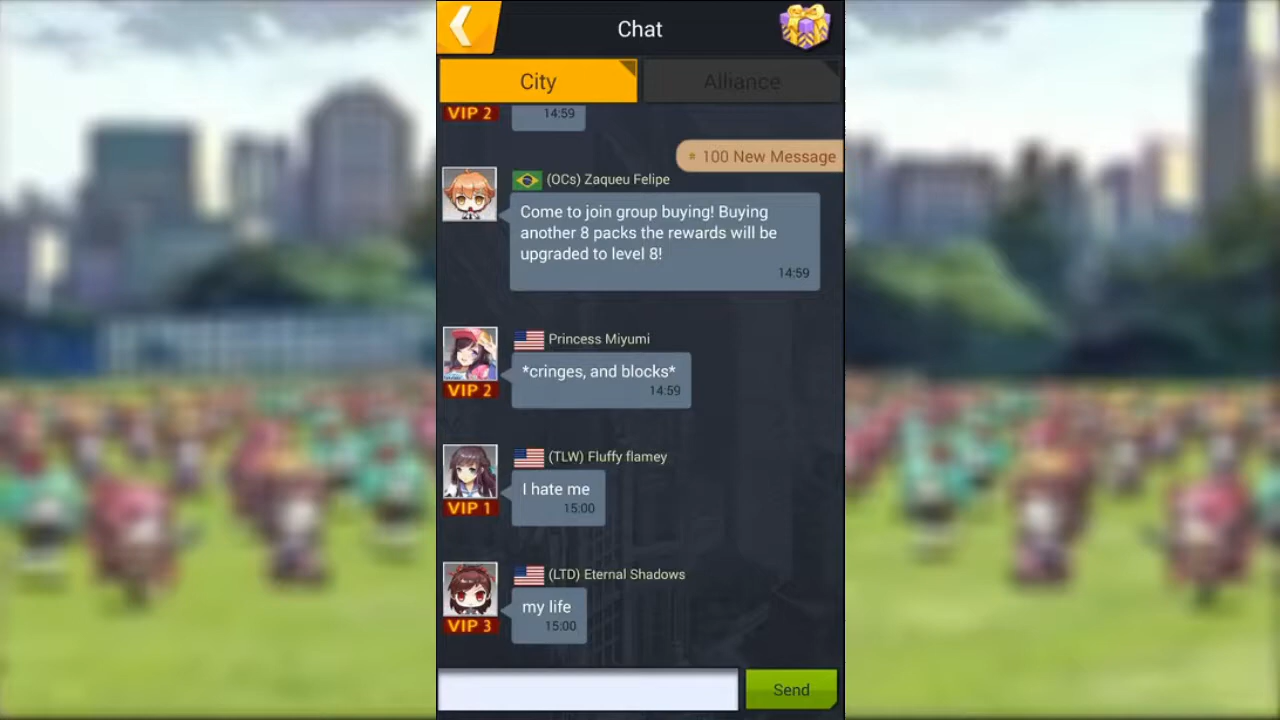 Chat
City
Alliance
VIP 2
14:59
100 New Message
(OCs) Zaqueu Felipe
Come to join group buying! Buying
another 8 packs the rewards will be
upgraded to level 8!
14:59
Princess Miyumi
*cringes, and blocks*
14:59
VIP 2
(TLW) Fluffy flamey
I hate me
15:00
VIP 1
(LTD) Eternal Shadows
my life
15:00
VIP 3
Send